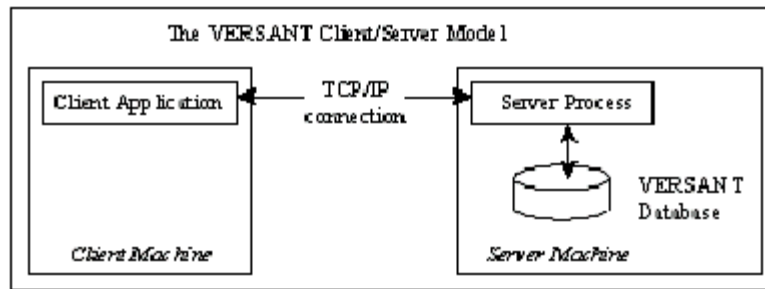 The VERSANT Client/Server Model
Client Application
TCP/IP
connection
Server Process
VERSANT
Database
Client Machine
Server Machine